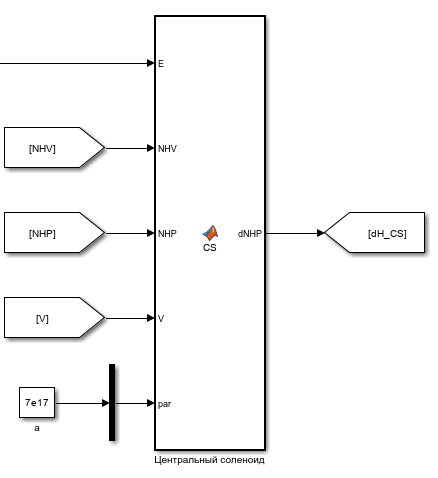 E
[NHV]
NHV
[NHP]
NHP
CS
dNHP
[dH_CS]
[V]
V
7e17
a
par
Центральный соленоид